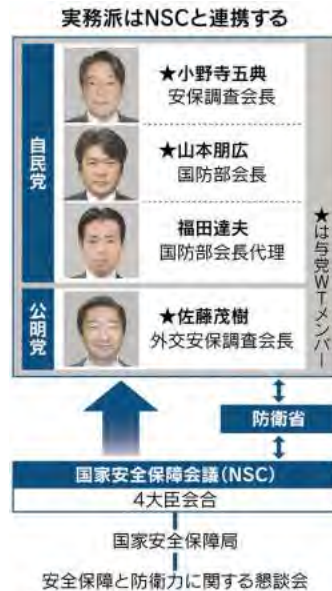 実務派はNSCと連携する
自民党
★小野寺五典
安保調査会長
★山本朋広
国防部会長
福田達夫
国防部会長代理
公明党
★佐藤茂樹
外交安保調査会長
★は与党WTメンバー
防衛省
国家安全保障会議(NSC)
4大臣会合
国家安全保障局
安全保障と防衛力に関する懇談会